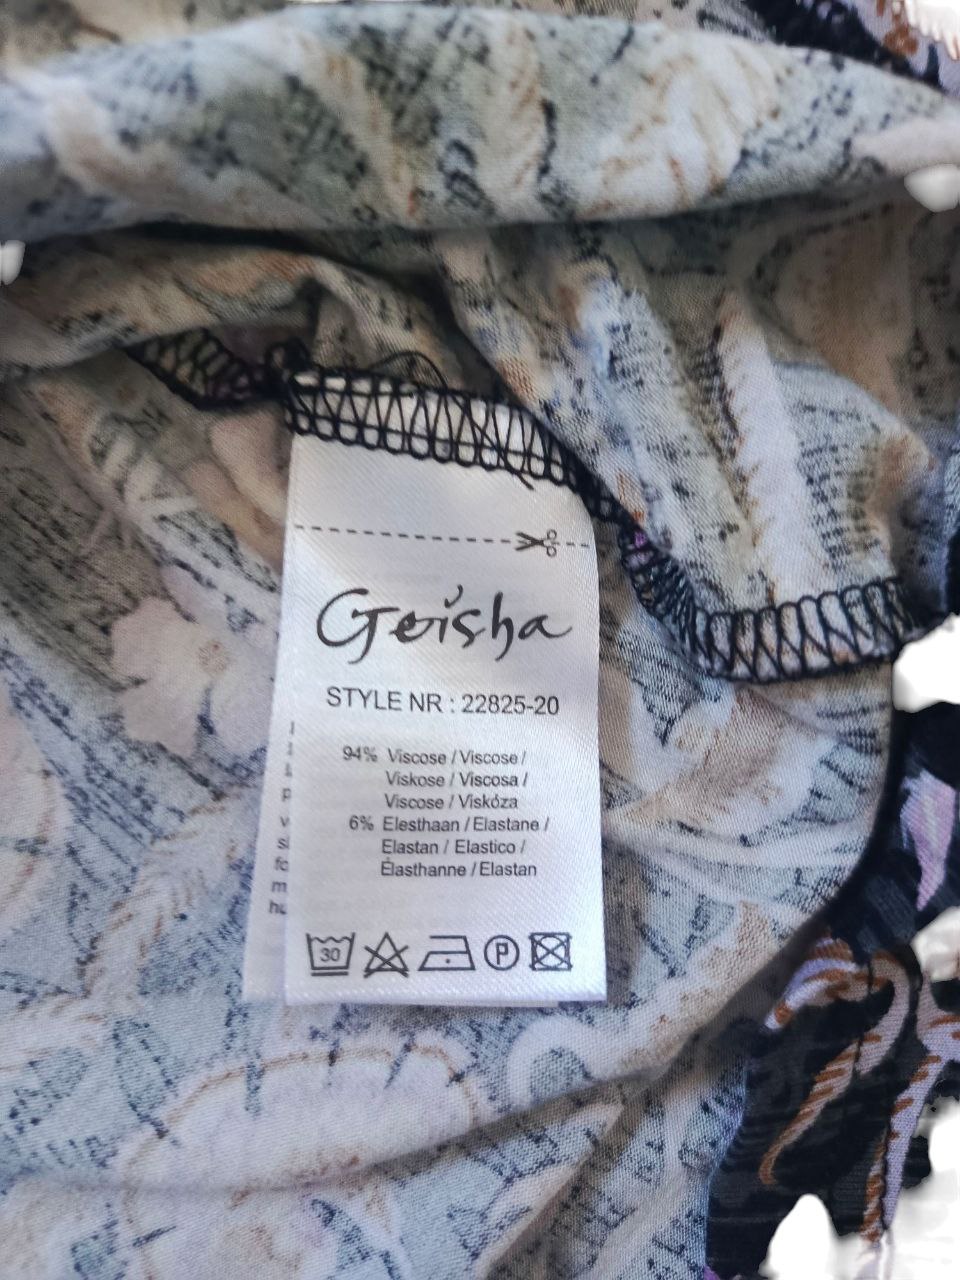 Geisha
STYLE NR : 22825-20
94% Viscose / Viscose /
Viskose / Viscosa /
Viscose / Viskóza
6% Elesthaan / Elastane /
Elastan / Elastico /
Élasthanne / Elastan
30
P